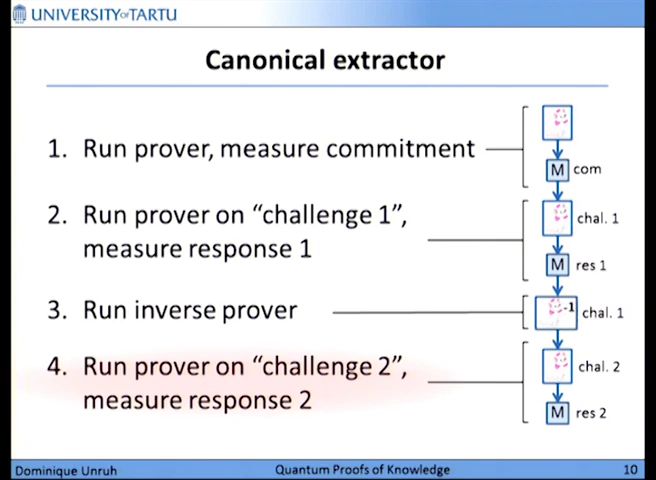 UNIVERSITY OF TARTU
Canonical extractor
1. Run prover, measure commitment
M com
2. Run prover on “challenge 1”,
measure response 1
chal. 1
M res 1
3. Run inverse prover
-1 chal. 1
4. Run prover on “challenge 2”,
measure response 2
chal. 2
M res 2
Dominique Unruh Quantum Proofs of Knowledge 10